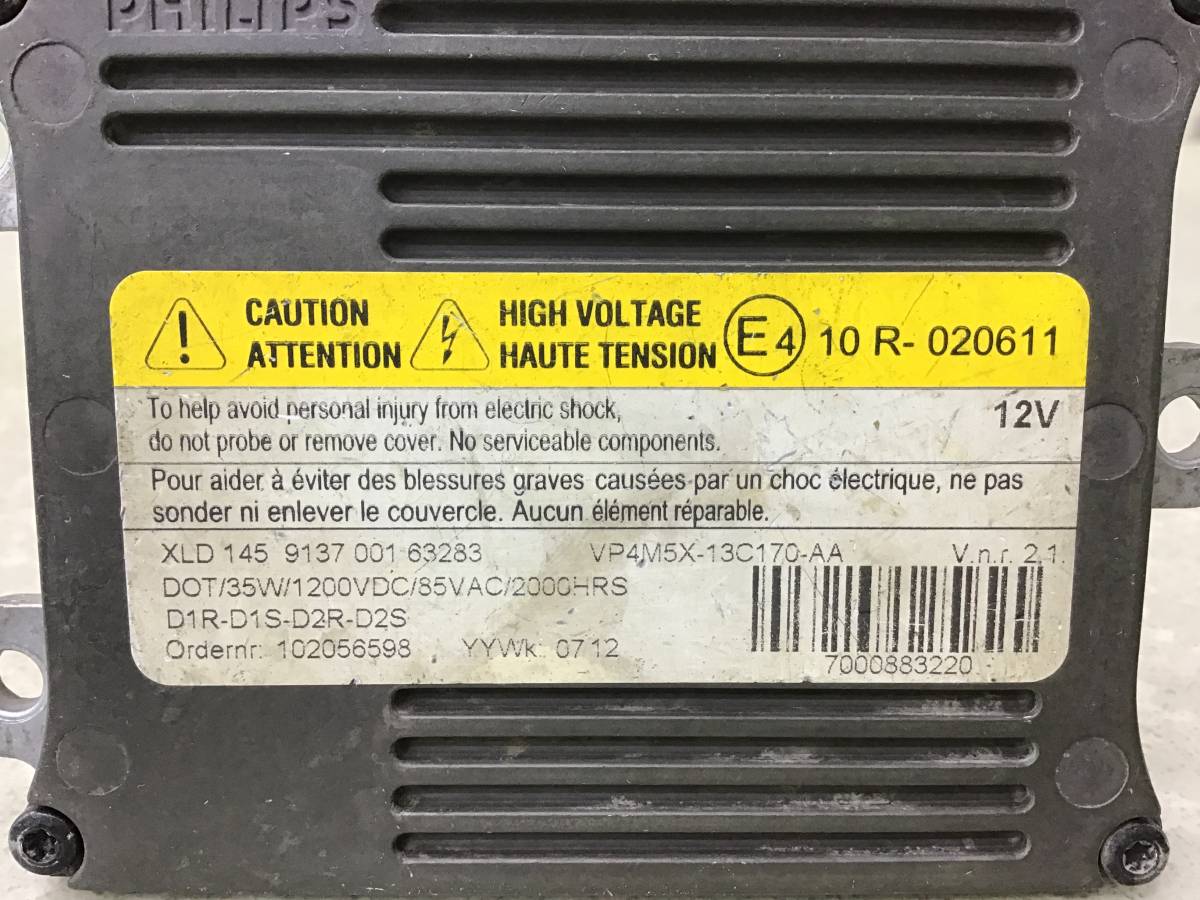 PHILIPS
CAUTION
ATTENTION
HIGH VOLTAGE
HAUTE TENSION
E4 10 R- 020611
To help avoid personal injury from electric shock,
do not probe or remove cover. No serviceable components.
12V
Pour aider à éviter des blessures graves causées par un choc électrique, ne pas
sonder ni enlever le couvercle. Aucun élément réparable.
XLD 145 9137 001 63283 VP4M5X-13C170-AA V.n.r. 2.1
DOT/35W/1200VDC/85VAC/2000HRS
D1R-D1S-D2R-D2S
Ordernr: 102056598 YYWk: 0712
7000883220